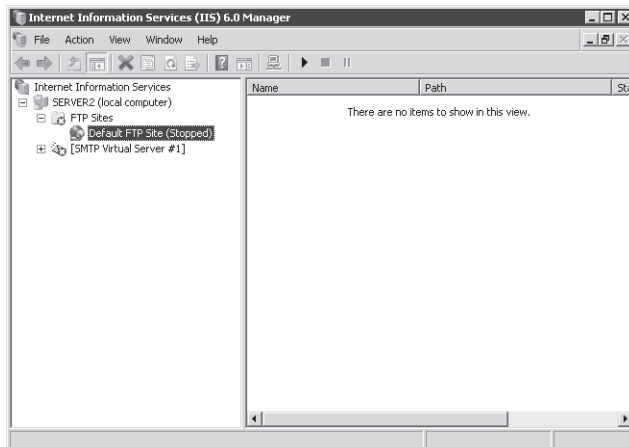 Internet Information Services (IIS) 6.0 Manager
File Action View Window Help
Internet Information Services
SERVER2 (local computer)
FTP Sites
Default FTP Site (Stopped)
[SMTP Virtual Server #1]
Name Path Sta
There are no items to show in this view.